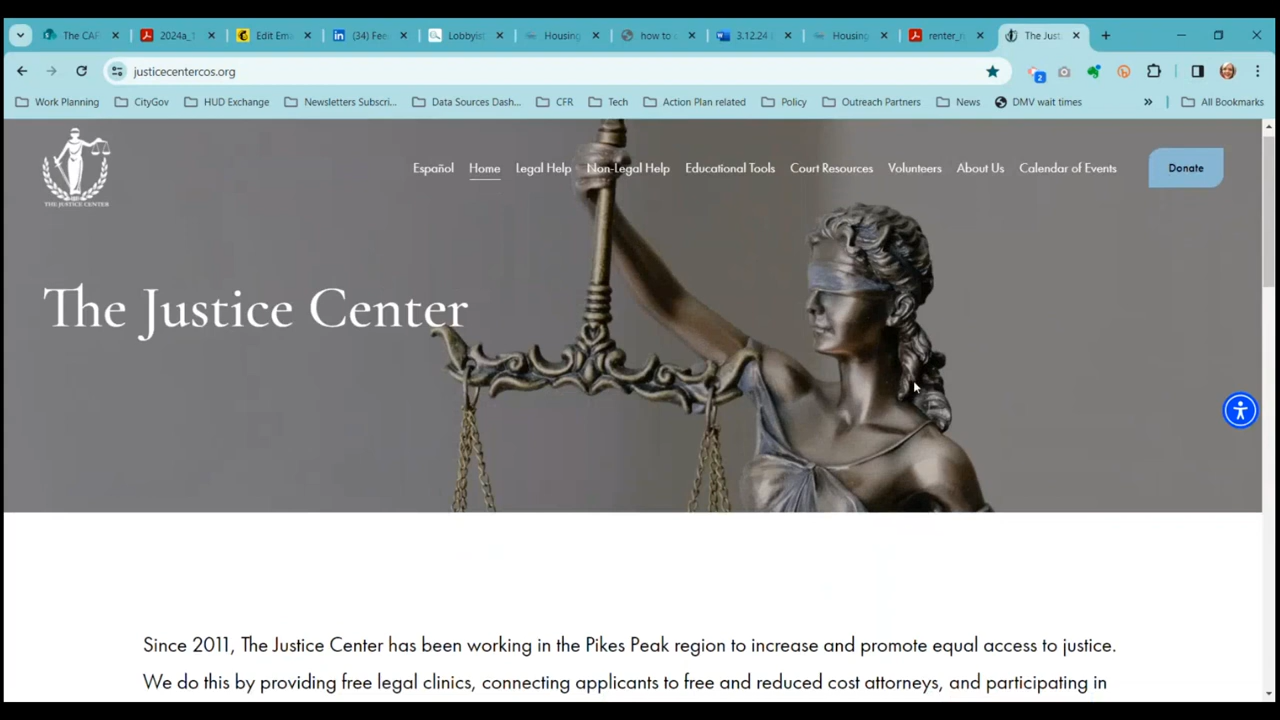 The CAF
2024a_1
Edit Ema
(34) Fee
Lobbyis
Housing
how to s
3.12.24
Housing
renter_r
The Just
justicecentercos.org
2
Work Planning
CityGov
HUD Exchange
Newsletters Subscri...
Data Sources Dash...
CFR
Tech
Action Plan related
Policy
Outreach Partners
News
DMV wait times
»
All Bookmarks
THE JUSTICE CENTER
Español
Home
Legal Help
Non-Legal Help
Educational Tools
Court Resources
Volunteers
About Us
Calendar of Events
Donate
The Justice Center
Since 2011, The Justice Center has been working in the Pikes Peak region to increase and promote equal access to justice.
We do this by providing free legal clinics, connecting applicants to free and reduced cost attorneys, and participating in